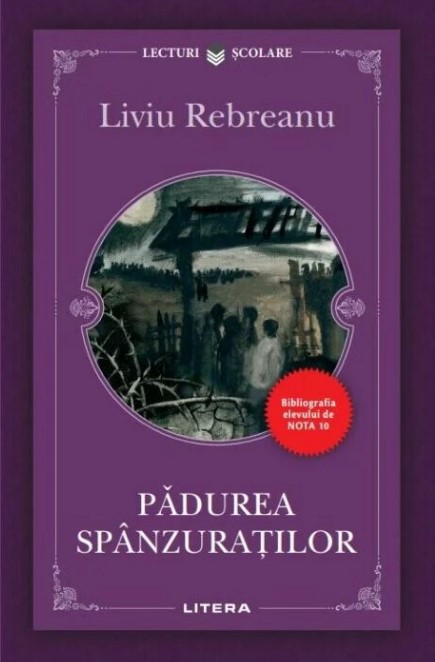 LECTURI ȘCOLARE
Liviu Rebreanu
Bibliografia
elevului de
NOTA 10
PĂDUREA
SPÂNZURAȚILOR
LITERA